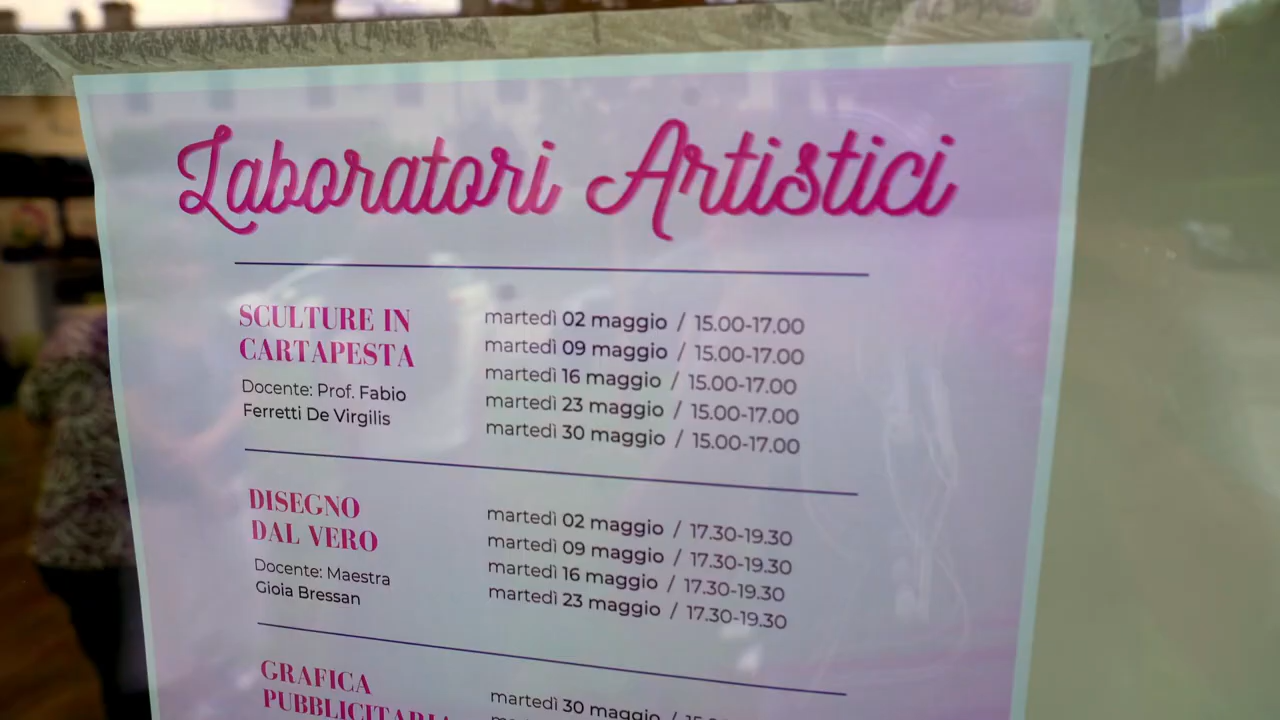 Laboratori Artistici
SCULTURE IN
CARTAPESTA
Docente: Prof. Fabio
Ferretti De Virgilis
martedì 02 maggio / 15.00-17.00
martedì 09 maggio / 15.00-17.00
martedì 16 maggio / 15.00-17.00
martedì 23 maggio / 15.00-17.00
martedì 30 maggio / 15.00-17.00
DISEGNO
DAL VERO
Docente: Maestra
Gioia Bressan
martedì 02 maggio / 17.30-19.30
martedì 09 maggio / 17.30-19.30
martedì 16 maggio / 17.30-19.30
martedì 23 maggio / 17.30-19.30
GRAFICA
PUBBLICITARIA
martedì 30 maggio /